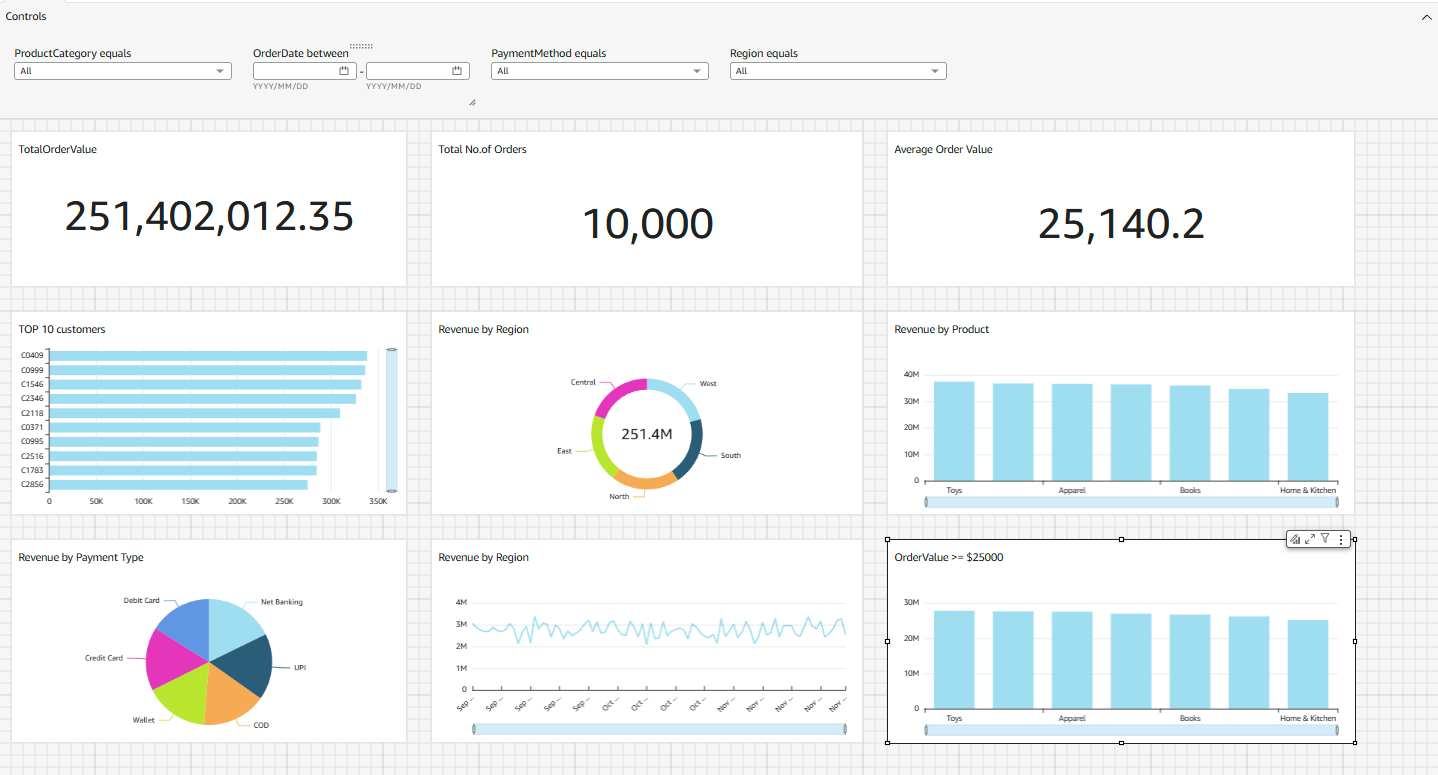 Controls
ProductCategory equals
OrderDate between
PaymentMethod equals
Region equals
All
-
All
All
YYYY/MM/DD
YYYY/MM/DD
TotalOrderValue
251,402,012.35
Total No.of Orders
10,000
Average Order Value
25,140.2
TOP 10 customers
C0409
C0999
C1546
C2346
C2118
C0371
C0995
C2516
C1783
C2856
0 50K 100K 150K 200K 250K 300K 350K
Revenue by Region
Central
West
251.4M
East
South
North
Revenue by Product
40M
30M
20M
10M
0
Toys Apparel Books Home & Kitchen
Revenue by Payment Type
Debit Card
Net Banking
Credit Card
UPI
Wallet
COD
Revenue by Region
4M
3M
2M
1M
0
Sep ... Sep ... Sep ... Sep ... Sep ... Oct ... Oct ... Oct ... Oct ... Nov ... Nov ... Nov ... Nov ... Nov ...
OrderValue >= $25000
30M
20M
10M
0
Toys Apparel Books Home & Kitchen